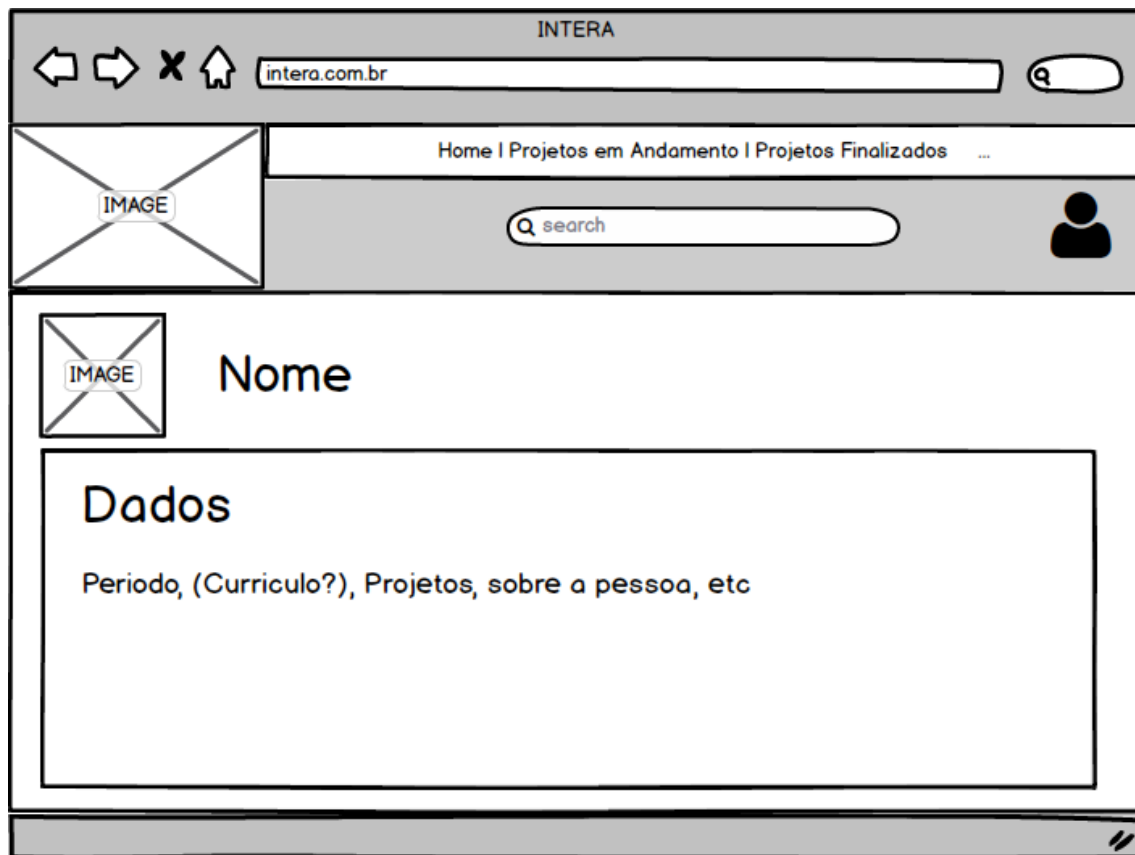 INTERA
intera.com.br
Home | Projetos em Andamento | Projetos Finalizados ...
IMAGE
search
IMAGE
Nome
Dados
Periodo, (Curriculo?), Projetos, sobre a pessoa, etc